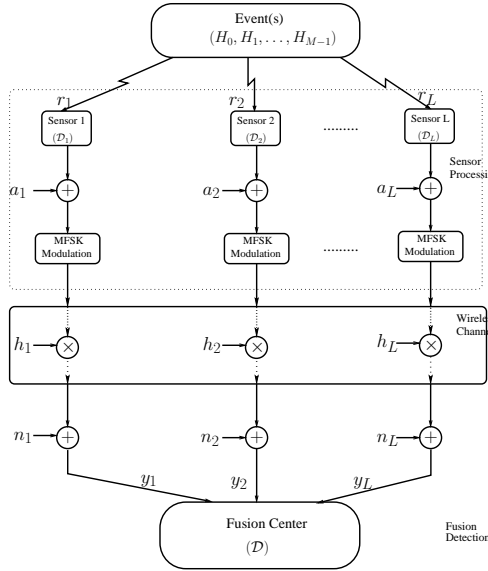 Event(s)
(H_0, H_1, . . . , H_{M−1})
r_1 r_2 r_L
Sensor 1 Sensor 2 ......... Sensor L
(𝒟_1) (𝒟_2) (𝒟_L)
Sensor
Processi
a_1 + a_2 + a_L +
MFSK MFSK MFSK
Modulation Modulation ......... Modulation
Wirele
Chann
h_1 × h_2 × h_L ×
n_1 + n_2 + n_L +
y_1 y_2 y_L
Fusion Center
(𝒟)
Fusion
Detection